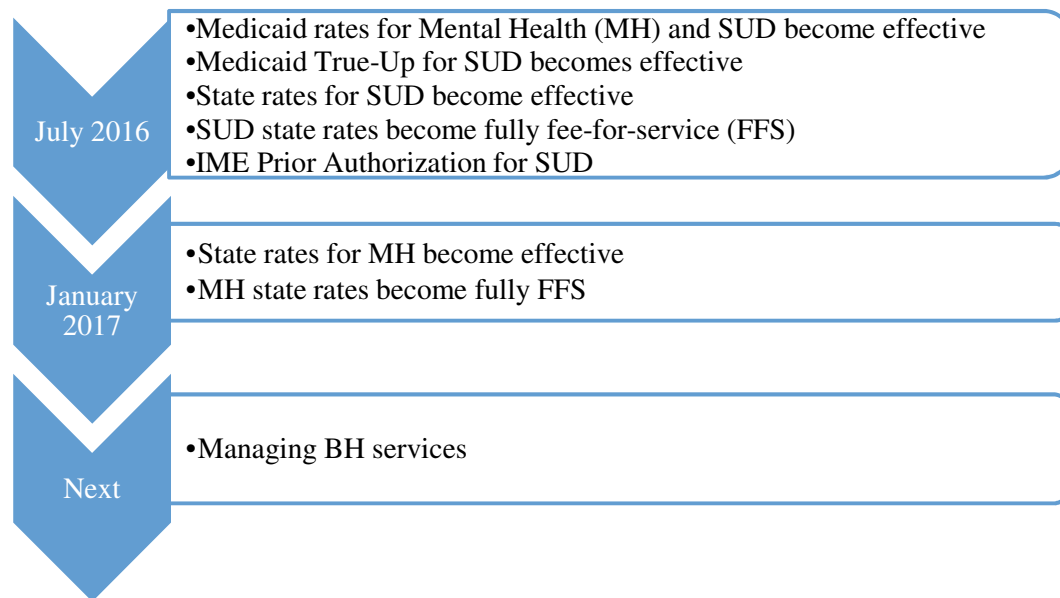 July 2016
•Medicaid rates for Mental Health (MH) and SUD become effective
•Medicaid True-Up for SUD becomes effective
•State rates for SUD become effective
•SUD state rates become fully fee-for-service (FFS)
•IME Prior Authorization for SUD
January
2017
•State rates for MH become effective
•MH state rates become fully FFS
Next
•Managing BH services